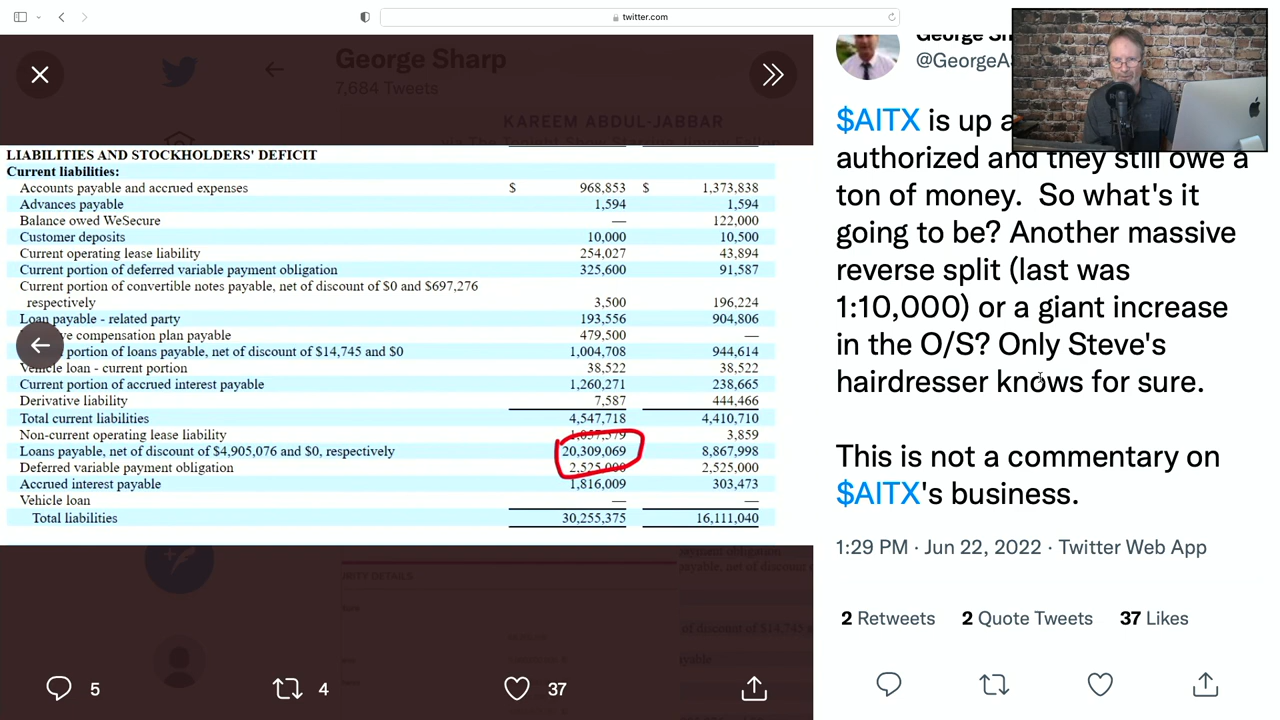 twitter.com
George Sharp
7,684 Tweets
KAREEM ABDUL-JABBAR
LIABILITIES AND STOCKHOLDERS' DEFICIT
Current liabilities:
Accounts payable and accrued expenses $ 968,853 $ 1,373,838
Advances payable 1,594 1,594
Balance owed WeSecure — 122,000
Customer deposits 10,000 10,500
Current operating lease liability 254,027 43,894
Current portion of deferred variable payment obligation 325,600 91,587
Current portion of convertible notes payable, net of discount of $0 and $697,276
respectively 3,500 196,224
Loan payable - related party 193,556 904,806
compensation plan payable 479,500 —
portion of loans payable, net of discount of $14,745 and $0 1,004,708 944,614
Vehicle loan - current portion 38,522 38,522
Current portion of accrued interest payable 1,260,271 238,665
Derivative liability 7,587 444,466
Total current liabilities 4,547,718 4,410,710
Non-current operating lease liability 3,859
Loans payable, net of discount of $4,905,076 and $0, respectively 20,309,069 8,867,998
Deferred variable payment obligation 2,525,000 2,525,000
Accrued interest payable 1,816,009 303,473
Vehicle loan — —
Total liabilities 30,255,375 16,111,040
5 4 37
George
@GeorgeA
$AITX is up a
authorized and they still owe a
ton of money. So what's it
going to be? Another massive
reverse split (last was
1:10,000) or a giant increase
in the O/S? Only Steve's
hairdresser knows for sure.
This is not a commentary on
$AITX's business.
1:29 PM · Jun 22, 2022 · Twitter Web App
2 Retweets 2 Quote Tweets 37 Likes